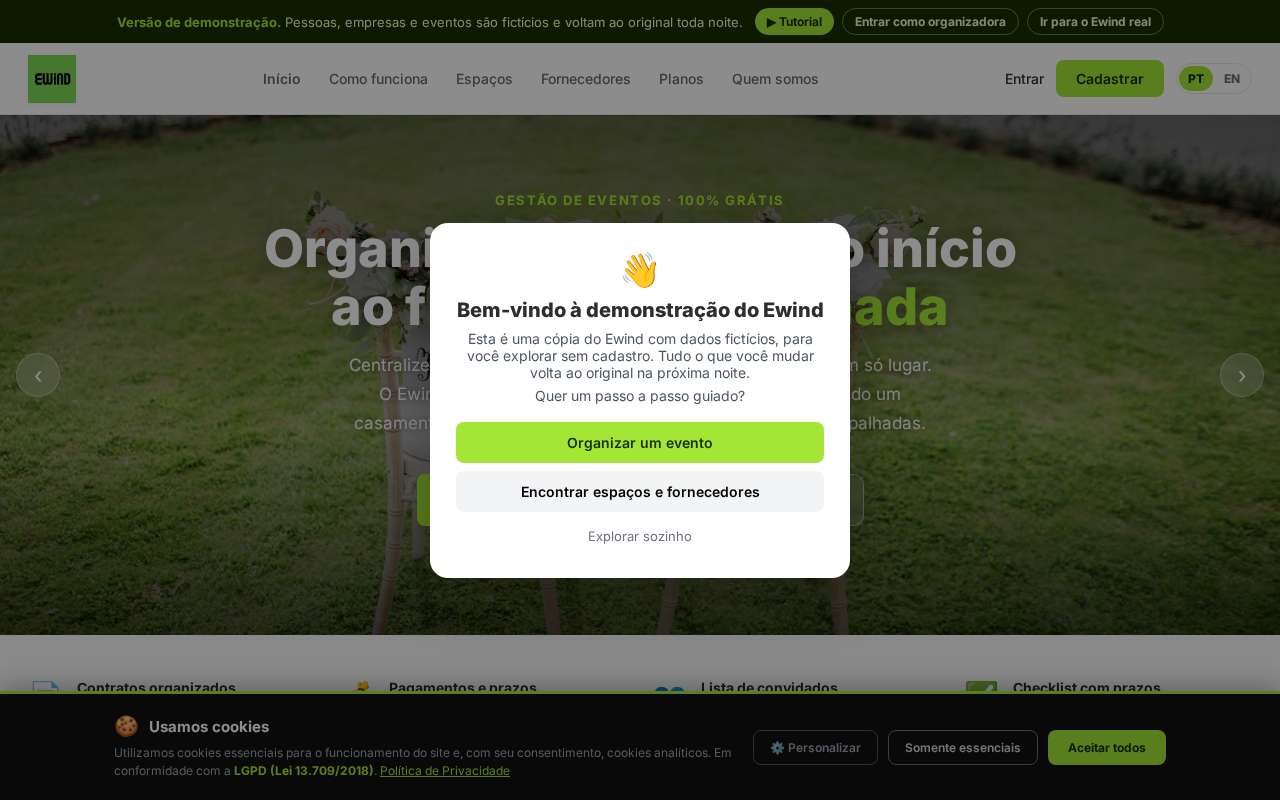 Versão de demonstração. Pessoas, empresas e eventos são fictícios e voltam ao original toda noite.
▶ Tutorial
Entrar como organizadora
Ir para o Ewind real
EWIND
Início
Como funciona
Espaços
Fornecedores
Planos
Quem somos
Entrar
Cadastrar
PT
EN
GESTÃO DE EVENTOS · 100% GRÁTIS
início
ao
Centralize
só lugar.
O
um
👋
Bem-vindo à demonstração do Ewind
Esta é uma cópia do Ewind com dados fictícios, para
você explorar sem cadastro. Tudo o que você mudar
volta ao original na próxima noite.
Quer um passo a passo guiado?
Organizar um evento
Encontrar espaços e fornecedores
Explorar sozinho
Contratos organizados
Pagamentos e prazos
Lista de convidados
Checklist com prazos
🍪 Usamos cookies
Utilizamos cookies essenciais para o funcionamento do site e, com seu consentimento, cookies analíticos. Em
conformidade com a LGPD (Lei 13.709/2018). Política de Privacidade
⚙️ Personalizar
Somente essenciais
Aceitar todos